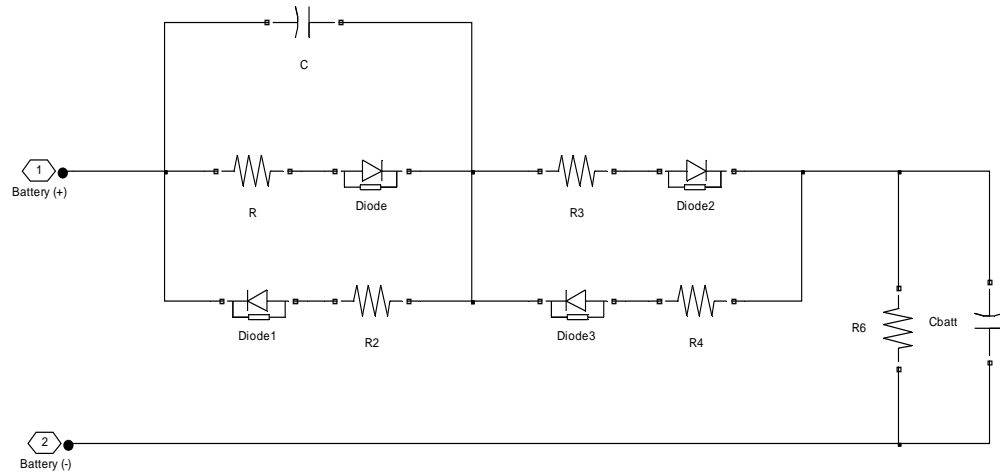 C
1
Battery (+)
R
Diode
R3
Diode2
Diode1
R2
Diode3
R4
R6
Cbatt
2
Battery (-)